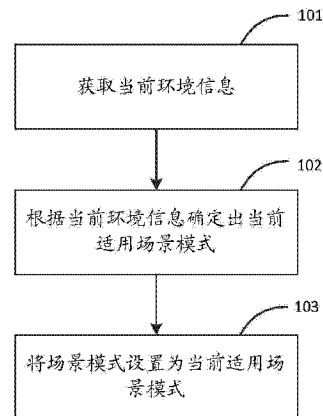 101
获取当前环境信息
102
根据当前环境信息确定出当前
适用场景模式
103
将场景模式设置为当前适用场
景模式